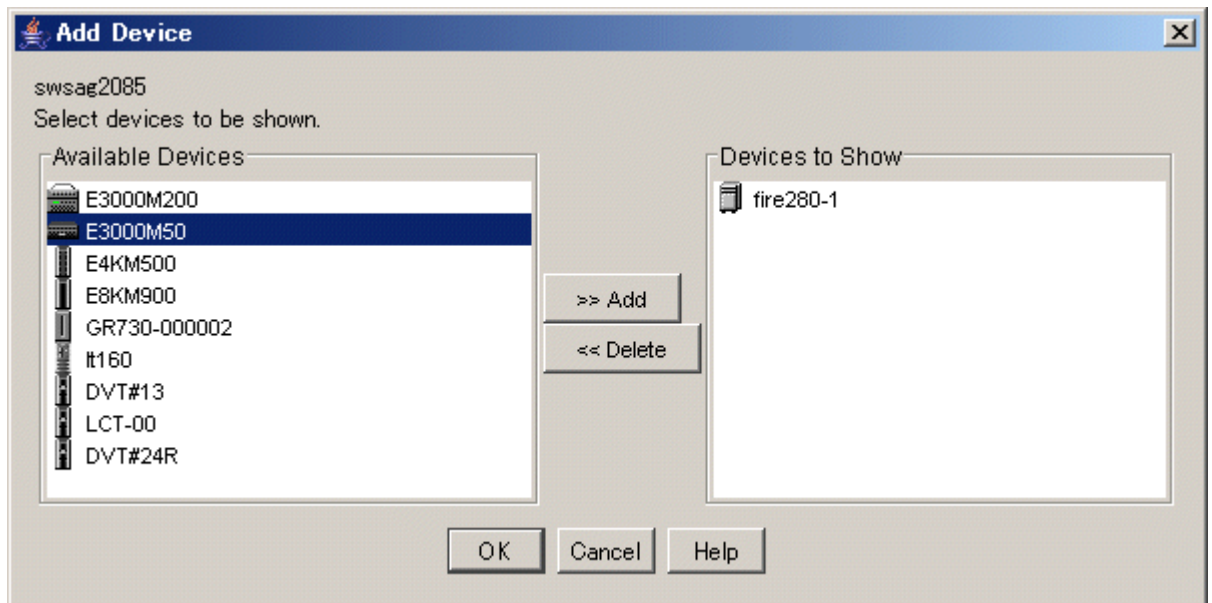 Add Device
swsag2085
Select devices to be shown.
Available Devices
E3000M200
E3000M50
E4KM500
E8KM900
GR730-000002
lt160
DVT#13
LCT-00
DVT#24R
>> Add
<< Delete
Devices to Show
fire280-1
OK
Cancel
Help